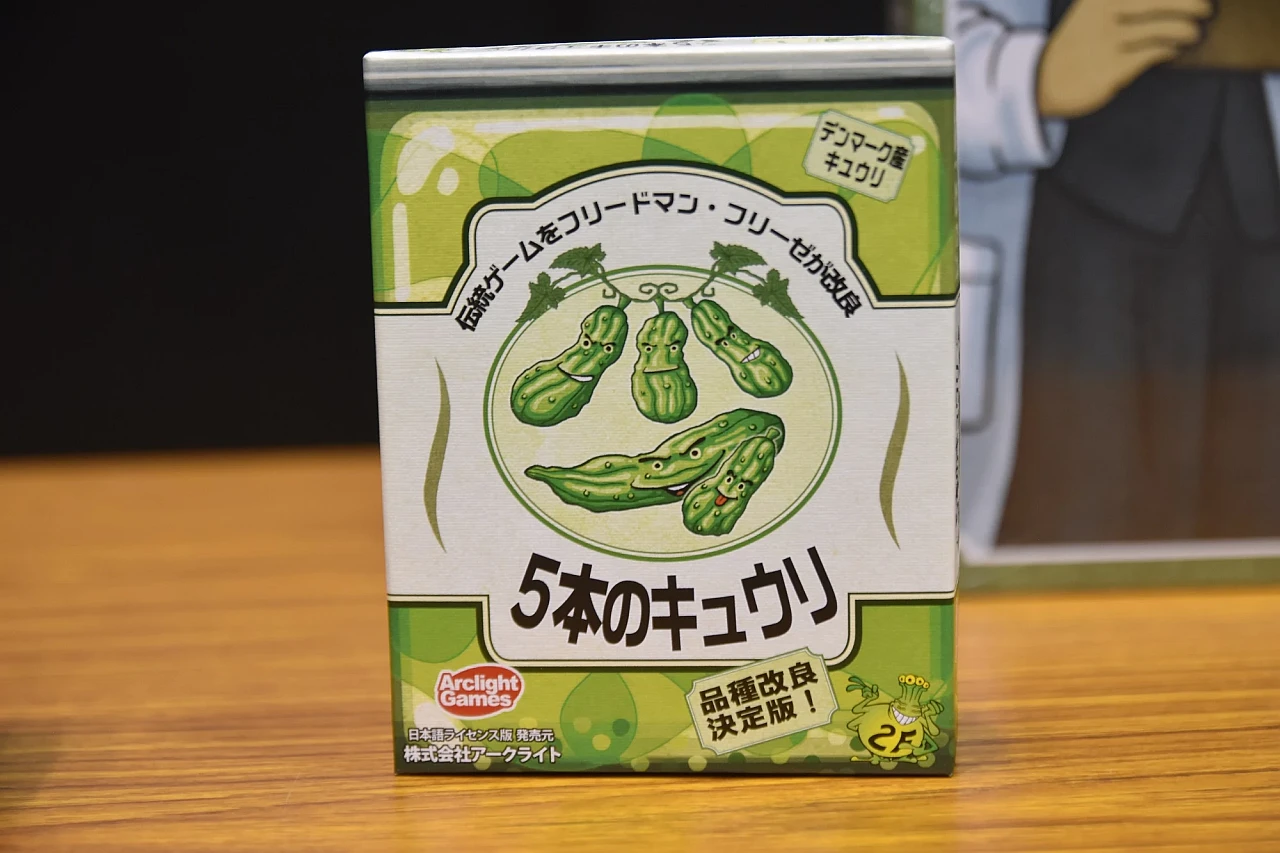 デンマーク産
キュウリ
伝統ゲームをフリードマン・フリーゼが改良
5本のキュウリ
品種改良
決定版！
Arclight
Games
日本語ライセンス版 発売元
株式会社アークライト
2F